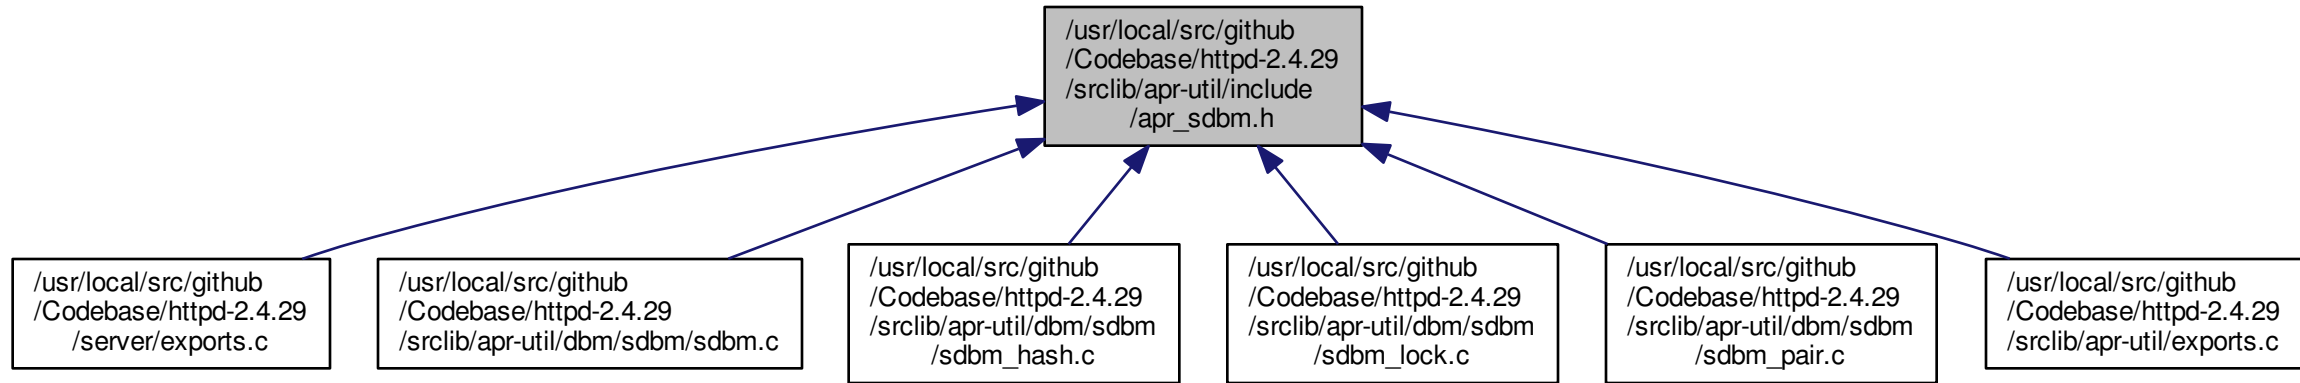 /usr/local/src/github
/Codebase/httpd-2.4.29
/srclib/apr-util/include
/apr_sdbm.h
/usr/local/src/github
/Codebase/httpd-2.4.29
/server/exports.c
/usr/local/src/github
/Codebase/httpd-2.4.29
/srclib/apr-util/dbm/sdbm/sdbm.c
/usr/local/src/github
/Codebase/httpd-2.4.29
/srclib/apr-util/dbm/sdbm
/sdbm_hash.c
/usr/local/src/github
/Codebase/httpd-2.4.29
/srclib/apr-util/dbm/sdbm
/sdbm_lock.c
/usr/local/src/github
/Codebase/httpd-2.4.29
/srclib/apr-util/dbm/sdbm
/sdbm_pair.c
/usr/local/src/github
/Codebase/httpd-2.4.29
/srclib/apr-util/exports.c